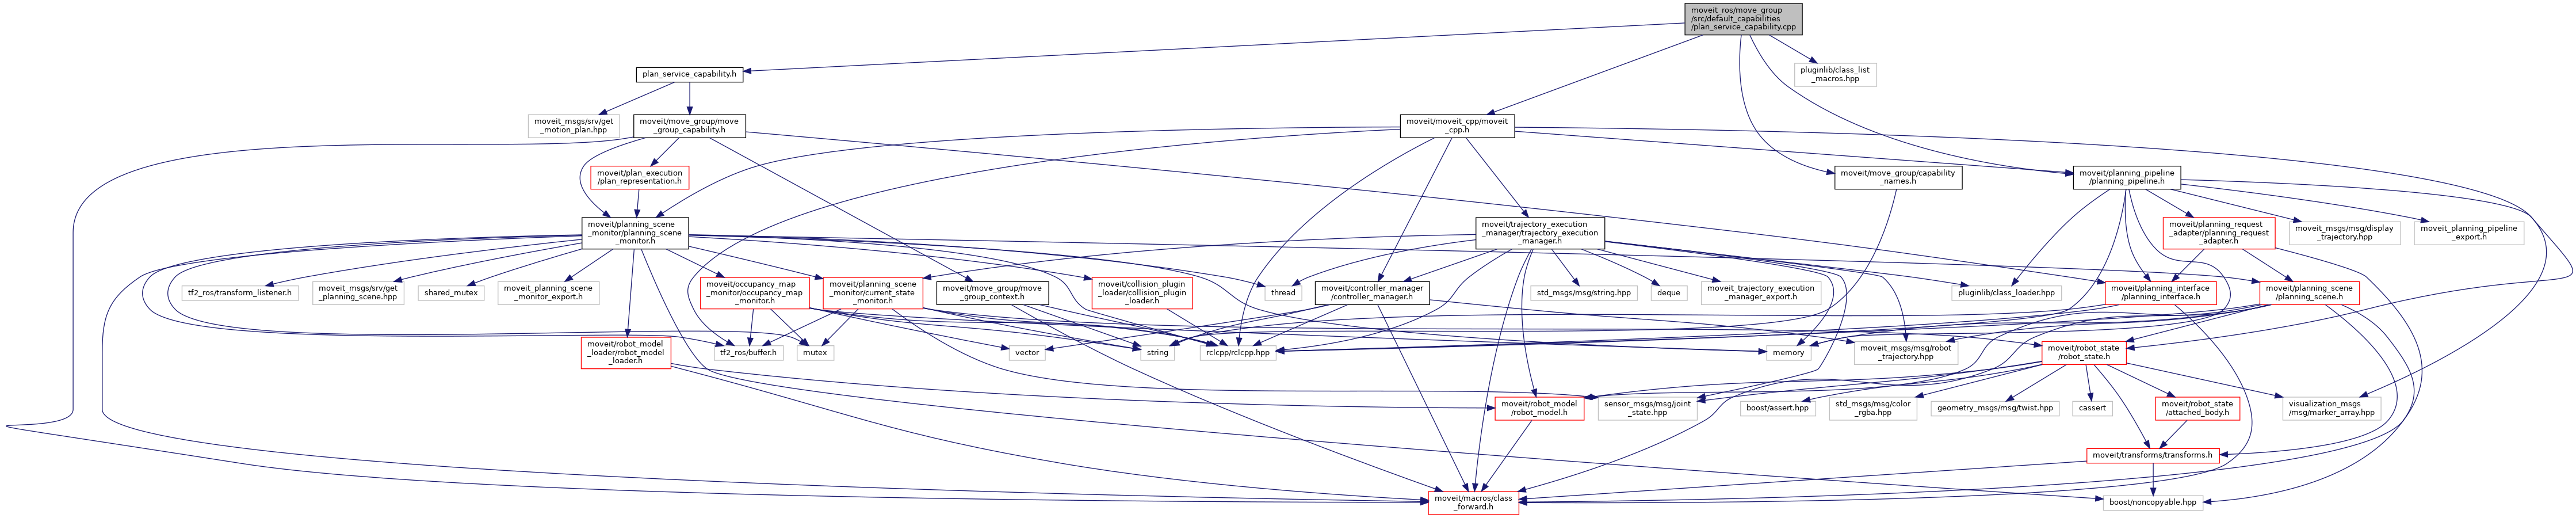 moveit_ros/move_group
/src/default_capabilities
/plan_service_capability.cpp
plan_service_capability.h
pluginlib/class_list
_macros.hpp
moveit_msgs/srv/get
_motion_plan.hpp
moveit/move_group/move
_group_capability.h
moveit/moveit_cpp/moveit
_cpp.h
moveit/plan_execution
/plan_representation.h
moveit/move_group/capability
_names.h
moveit/planning_pipeline
/planning_pipeline.h
moveit/planning_scene
_monitor/planning_scene
_monitor.h
moveit/trajectory_execution
_manager/trajectory_execution
_manager.h
moveit/planning_request
_adapter/planning_request
_adapter.h
moveit_msgs/msg/display
_trajectory.hpp
moveit_planning_pipeline
_export.h
tf2_ros/transform_listener.h
moveit_msgs/srv/get
_planning_scene.hpp
shared_mutex
moveit_planning_scene
_monitor_export.h
moveit/occupancy_map
_monitor/occupancy_map
_monitor.h
moveit/planning_scene
_monitor/current_state
_monitor.h
moveit/move_group/move
_group_context.h
moveit/collision_plugin
_loader/collision_plugin
_loader.h
thread
moveit/controller_manager
/controller_manager.h
std_msgs/msg/string.hpp
deque
moveit_trajectory_execution
_manager_export.h
pluginlib/class_loader.hpp
moveit/planning_interface
/planning_interface.h
moveit/planning_scene
/planning_scene.h
moveit/robot_model
_loader/robot_model
_loader.h
tf2_ros/buffer.h
mutex
vector
string
rclcpp/rclcpp.hpp
memory
moveit_msgs/msg/robot
_trajectory.hpp
moveit/robot_state
/robot_state.h
moveit/robot_model
/robot_model.h
sensor_msgs/msg/joint
_state.hpp
boost/assert.hpp
std_msgs/msg/color
_rgba.hpp
geometry_msgs/msg/twist.hpp
cassert
moveit/robot_state
/attached_body.h
visualization_msgs
/msg/marker_array.hpp
moveit/transforms/transforms.h
moveit/macros/class
_forward.h
boost/noncopyable.hpp